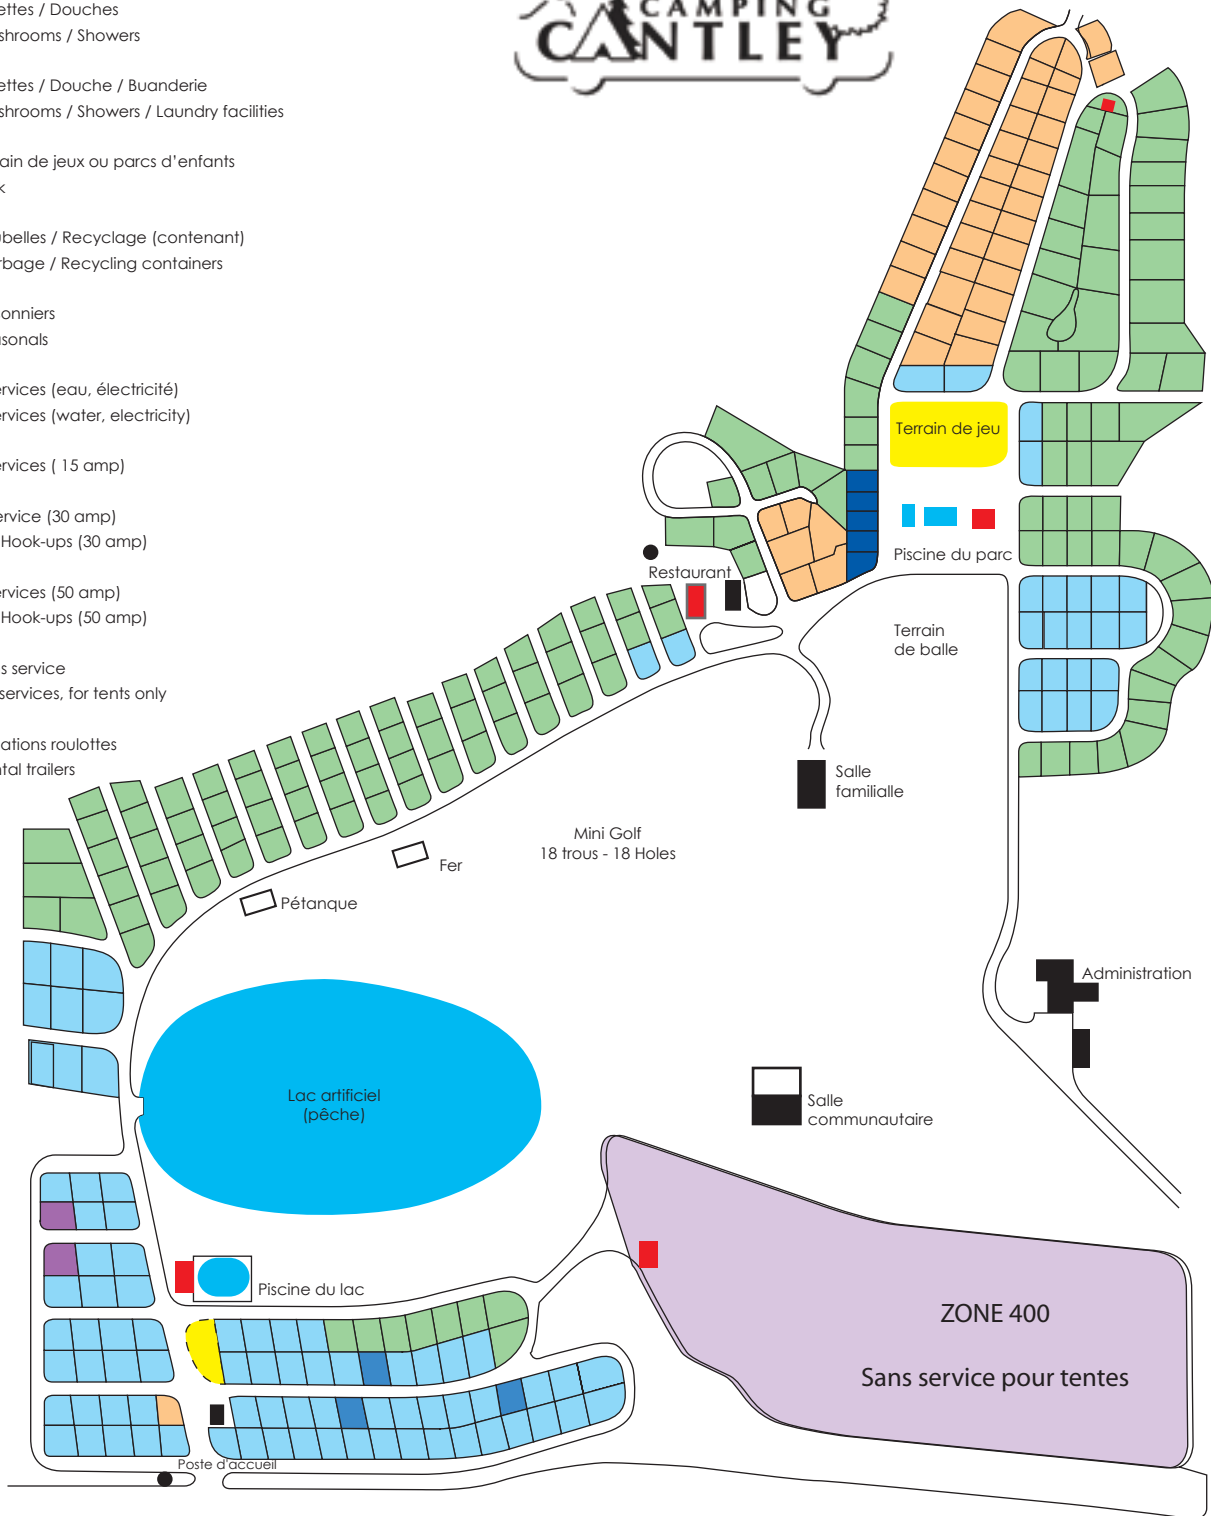 ettes / Douches
shrooms / Showers
ettes / Douche / Buanderie
shrooms / Showers / Laundry facilities
ain de jeux ou parcs d'enfants
k
ubelles / Recyclage (contenant)
rbage / Recycling containers
onniers
asonals
ervices (eau, électricité)
ervices (water, electricity)
ervices ( 15 amp)
ervice (30 amp)
Hook-ups (30 amp)
ervices (50 amp)
Hook-ups (50 amp)
s service
services, for tents only
ations roulottes
ntal trailers
CAMPING
CANTLEY
Terrain de jeu
Piscine du parc
Restaurant
Terrain
de balle
Salle
familialle
Mini Golf
18 trous - 18 Holes
Fer
Pétanque
Administration
Lac artificiel
(pêche)
Salle
communautaire
Piscine du lac
ZONE 400
Sans service pour tentes
Poste d'accueil